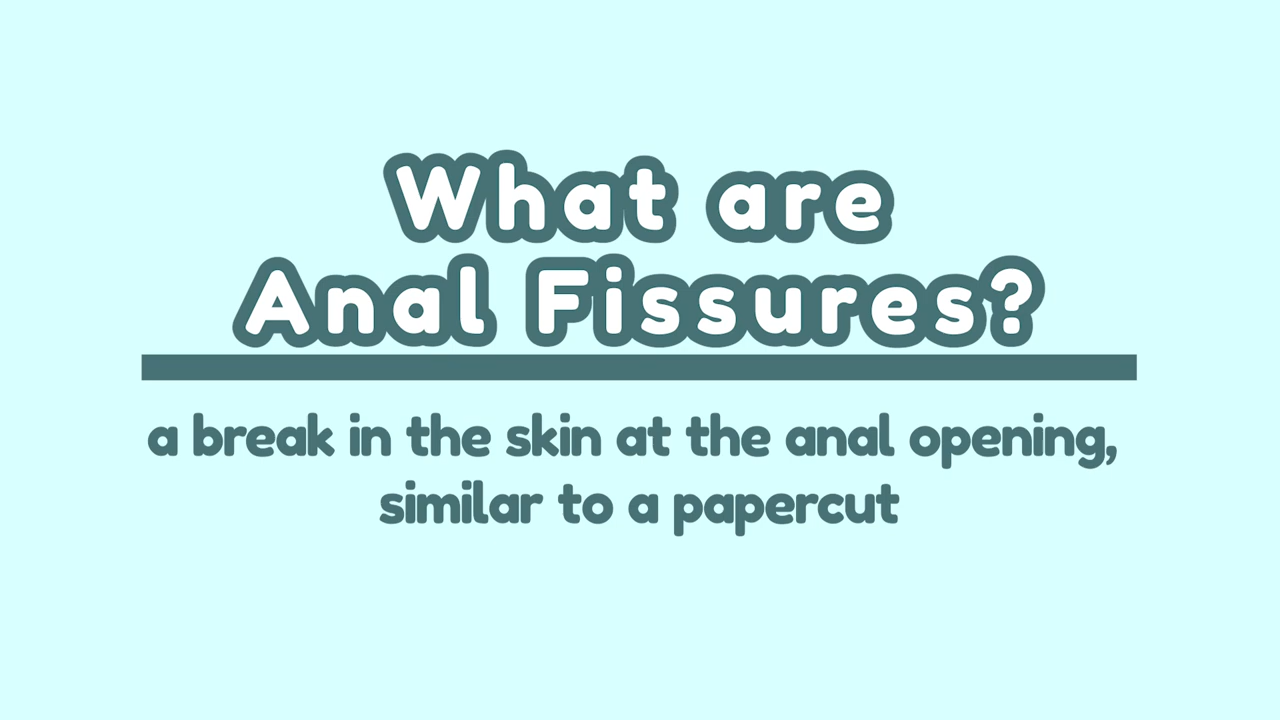 What are
Anal Fissures?
a break in the skin at the anal opening,
similar to a papercut